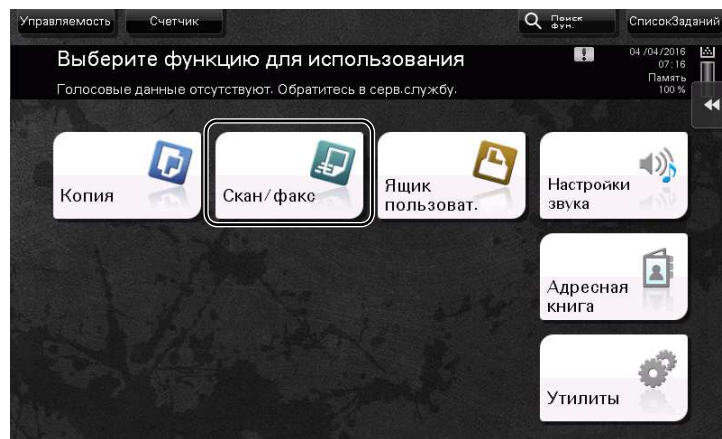 Управляемость
Счетчик
Поиск
фун.
СписокЗаданий
Выберите функцию для использования
Голосовые данные отсутствуют. Обратитесь в серв.службу.
04/04/2016
07:16
Память
100 %
Копия
Скан/факс
Ящик
пользоват.
Настройки
звука
Адресная
книга
Утилиты